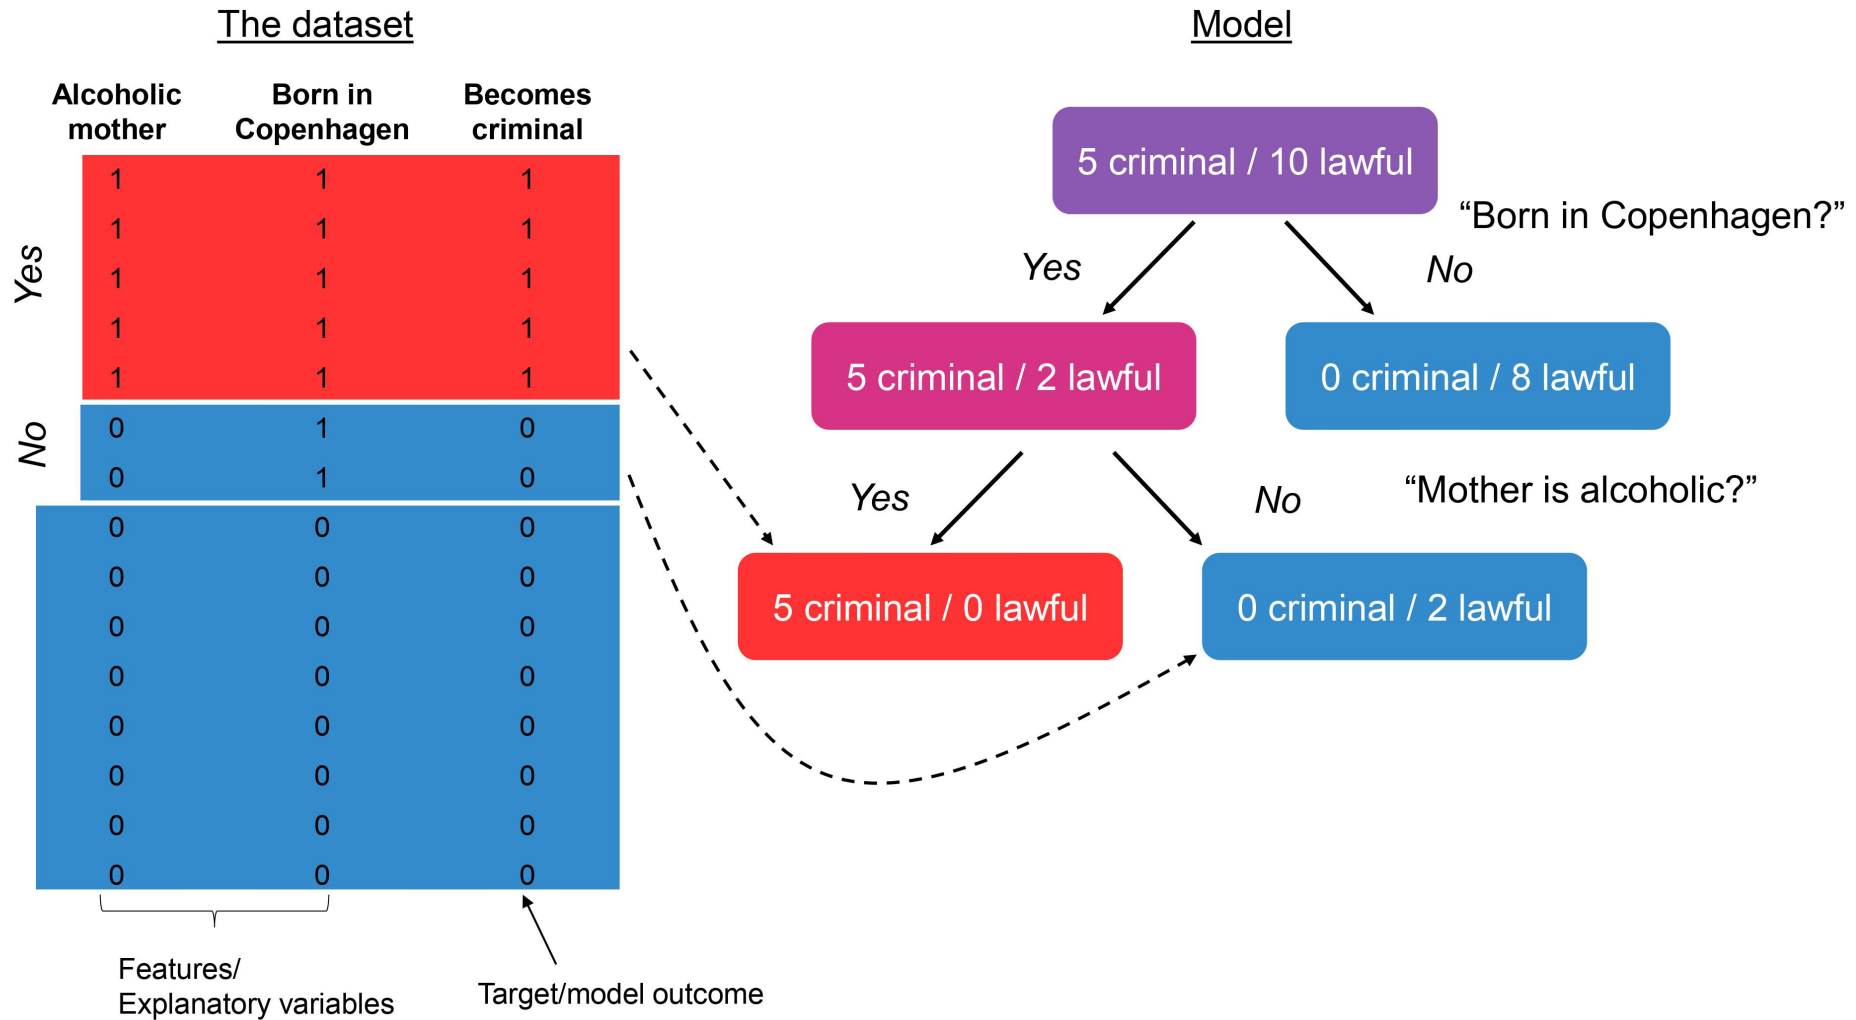 The dataset
Model
Alcoholic
mother
Born in
Copenhagen
Becomes
criminal
Yes
No
1 1 1
1 1 1
1 1 1
1 1 1
1 1 1
0 1 0
0 1 0
0 0 0
0 0 0
0 0 0
0 0 0
0 0 0
0 0 0
0 0 0
0 0 0
Features/
Explanatory variables
Target/model outcome
5 criminal / 10 lawful
“Born in Copenhagen?”
Yes
No
5 criminal / 2 lawful
0 criminal / 8 lawful
“Mother is alcoholic?”
Yes
No
5 criminal / 0 lawful
0 criminal / 2 lawful